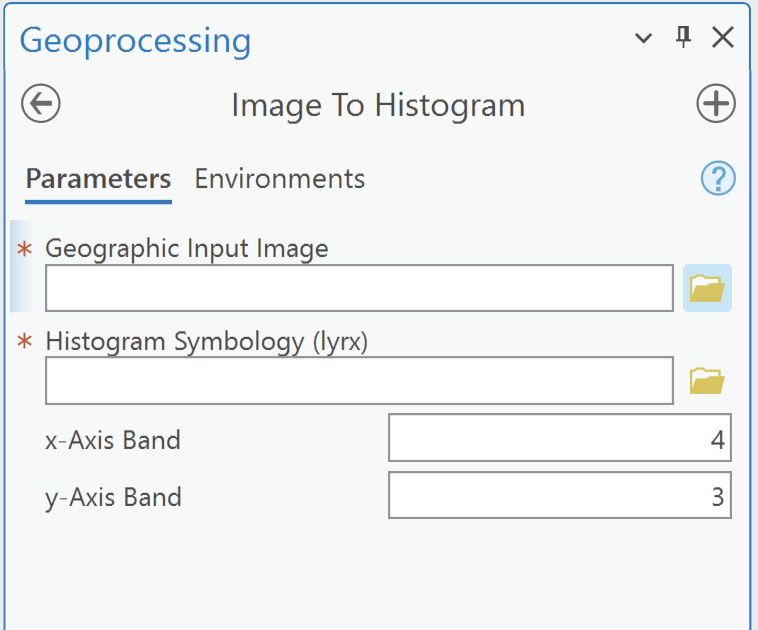 Geoprocessing
Image To Histogram
Parameters Environments
?
* Geographic Input Image
* Histogram Symbology (lyrx)
x-Axis Band 4
y-Axis Band 3